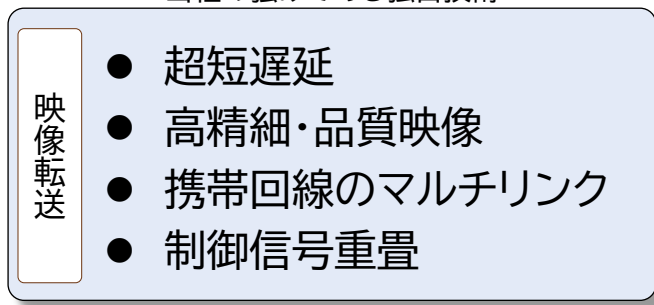 映像転送
● 超短遅延
● 高精細・品質映像
● 携帯回線のマルチリンク
● 制御信号重畳